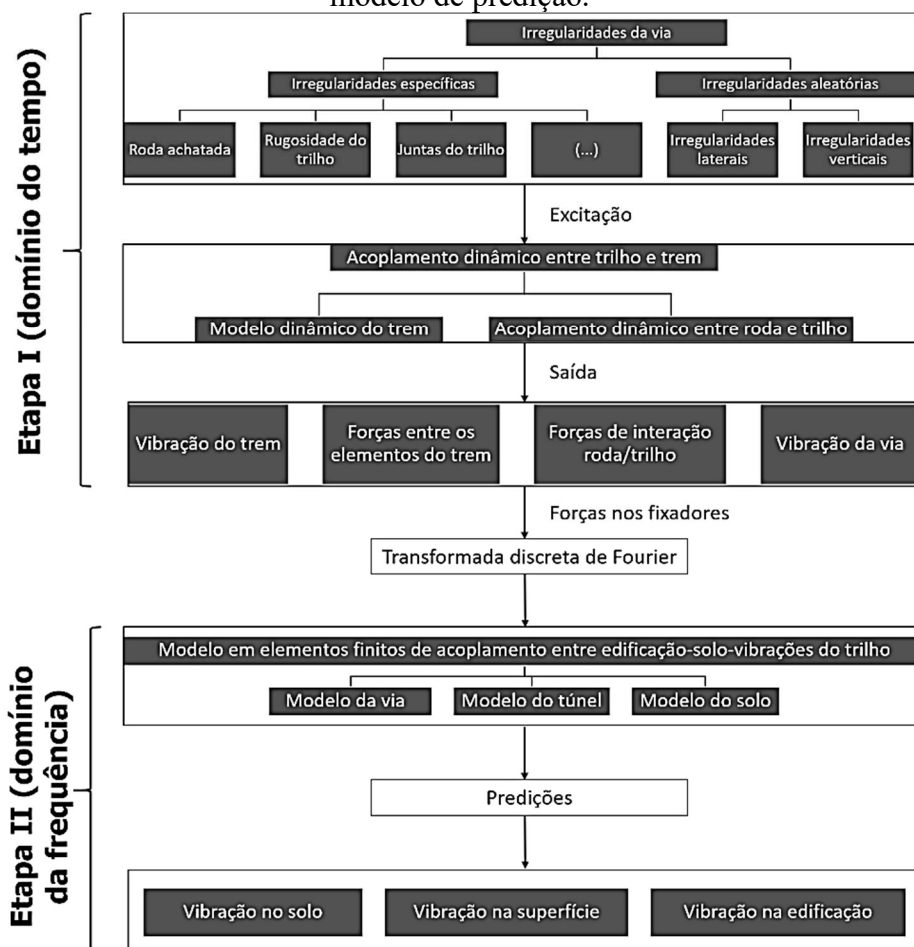 modelo de predição.
Irregularidades da via
Irregularidades específicas
Irregularidades aleatórias
Roda achatada
Rugosidade do
trilho
Juntas do trilho
(...)
Irregularidades
laterais
Irregularidades
verticais
Excitação
Acoplamento dinâmico entre trilho e trem
Modelo dinâmico do trem
Acoplamento dinâmico entre roda e trilho
Saída
Vibração do trem
Forças entre os
elementos do trem
Forças de interação
roda/trilho
Vibração da via
Etapa I (domínio do tempo)
Forças nos fixadores
Transformada discreta de Fourier
Modelo em elementos finitos de acoplamento entre edificação-solo-vibrações do trilho
Modelo da via
Modelo do túnel
Modelo do solo
Predições
Vibração no solo
Vibração na superfície
Vibração na edificação
Etapa II (domínio
da frequência)